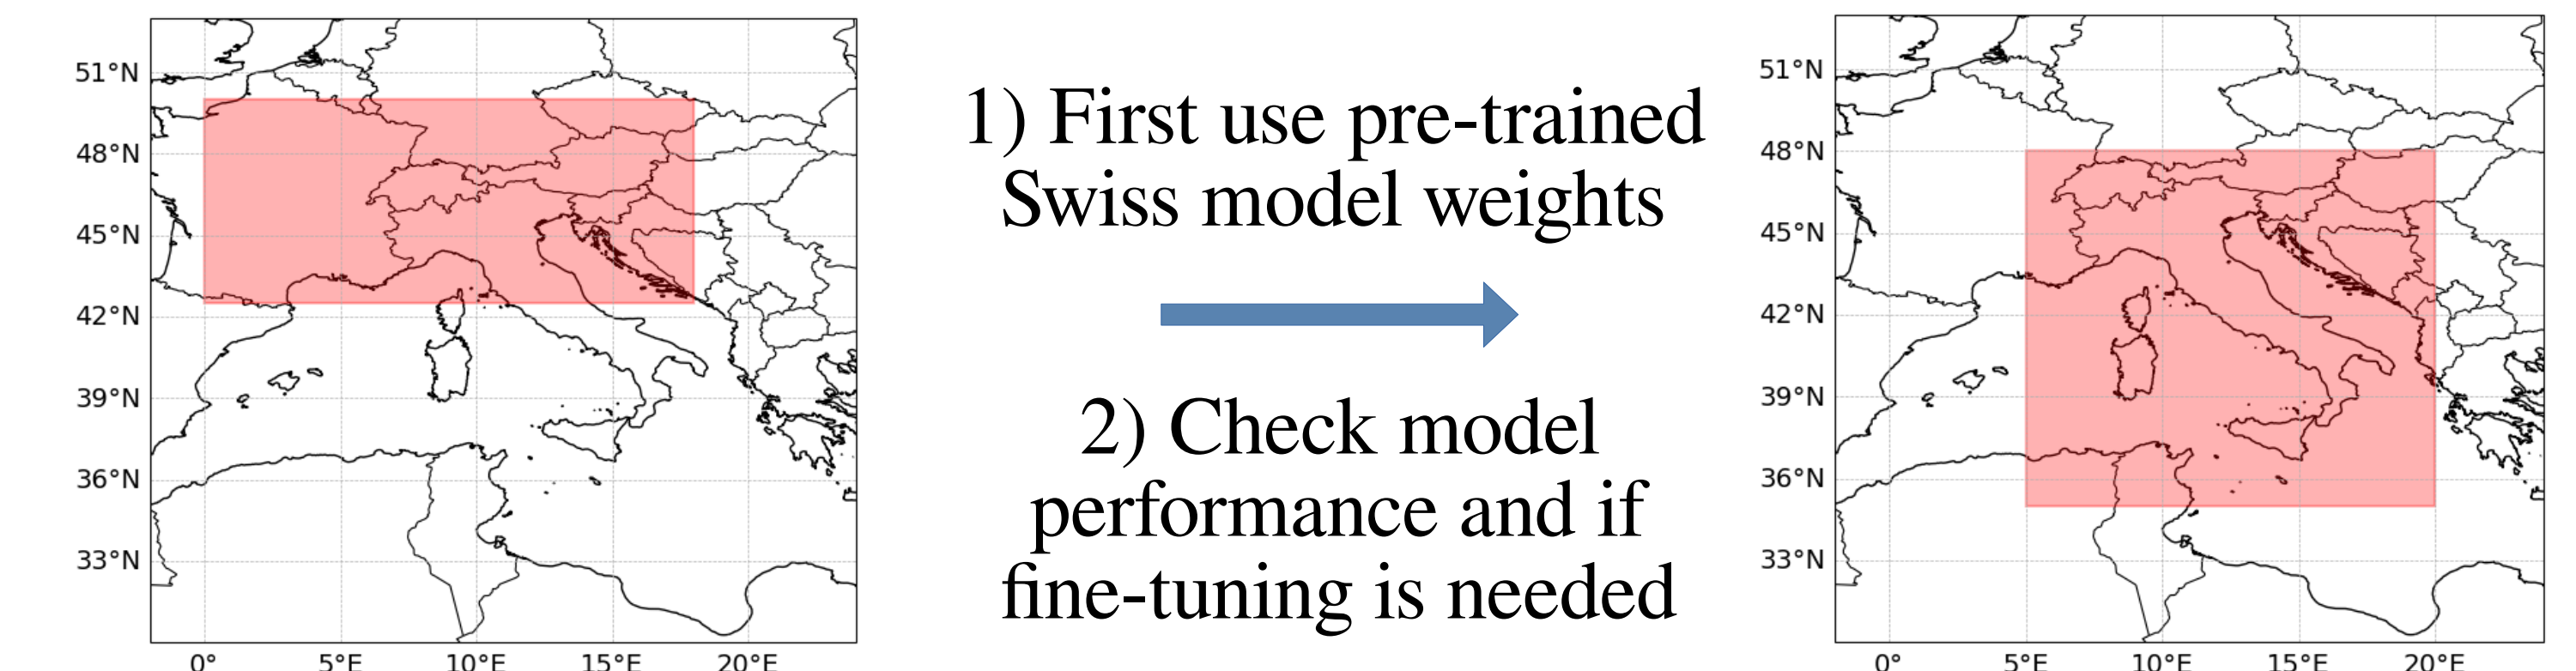 51°N
48°N
45°N
42°N
39°N
36°N
33°N
0°
5°E
10°E
15°E
20°E
1) First use pre-trained
Swiss model weights
2) Check model
performance and if
fine-tuning is needed
51°N
48°N
45°N
42°N
39°N
36°N
33°N
0°
5°E
10°E
15°E
20°E